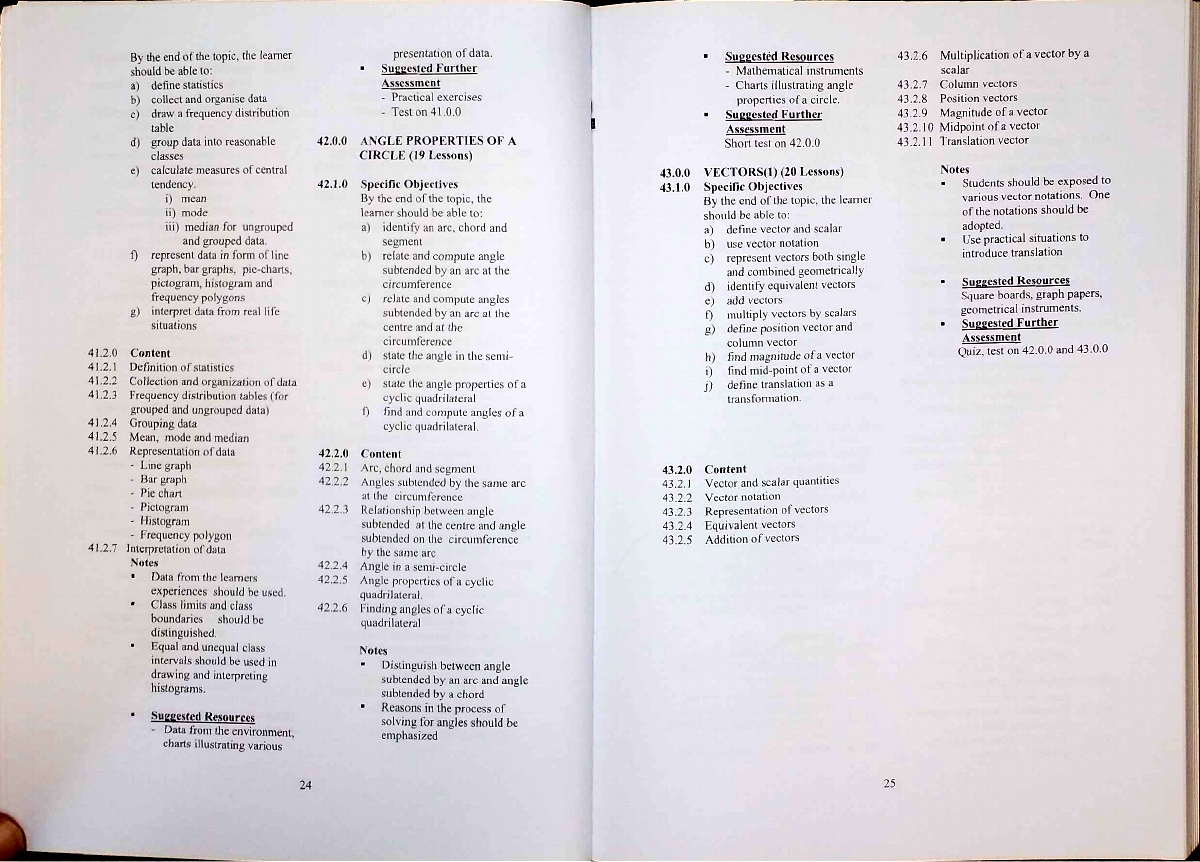 By the end of the topic, the learner
should be able to:
a) define statistics
b) collect and organise data
c) draw a frequency distribution
table
d) group data into reasonable
classes
e) calculate measures of central
tendency.
i) mean
ii) mode
iii) median for ungrouped
and grouped data.
f) represent data in form of line
graph, bar graphs, pie-charts,
pictogram, histogram and
frequency polygons
g) interpret data from real life
situations
41.2.0 Content
41.2.1 Definition of statistics
41.2.2 Collection and organization of data
41.2.3 Frequency distribution tables (for
grouped and ungrouped data)
41.2.4 Grouping data
41.2.5 Mean, mode and median
41.2.6 Representation of data
- Line graph
- Bar graph
- Pie chart
- Pictogram
- Histogram
- Frequency polygon
41.2.7 Interpretation of data
Notes
▪ Data from the learners
experiences should be used.
▪ Class limits and class
boundaries should be
distinguished.
▪ Equal and unequal class
intervals should be used in
drawing and interpreting
histograms.
▪ Suggested Resources
- Data from the environment,
charts illustrating various
presentation of data.
▪ Suggested Further
Assessment
- Practical exercises
- Test on 41.0.0
42.0.0 ANGLE PROPERTIES OF A
CIRCLE (19 Lessons)
42.1.0 Specific Objectives
By the end of the topic, the
learner should be able to:
a) identify an arc, chord and
segment
b) relate and compute angle
subtended by an arc at the
circumference
c) relate and compute angles
subtended by an arc at the
centre and at the
circumference
d) state the angle in the semi-
circle
e) state the angle properties of a
cyclic quadrilateral
f) find and compute angles of a
cyclic quadrilateral.
42.2.0 Content
42.2.1 Arc, chord and segment
42.2.2 Angles subtended by the same arc
at the circumference
42.2.3 Relationship between angle
subtended at the centre and angle
subtended on the circumference
by the same arc
42.2.4 Angle in a semi-circle
42.2.5 Angle properties of a cyclic
quadrilateral.
42.2.6 Finding angles of a cyclic
quadrilateral
Notes
▪ Distinguish between angle
subtended by an arc and angle
subtended by a chord
▪ Reasons in the process of
solving for angles should be
emphasized
24
▪ Suggested Resources
- Mathematical instruments
- Charts illustrating angle
properties of a circle.
▪ Suggested Further
Assessment
Short test on 42.0.0
43.0.0 VECTORS(1) (20 Lessons)
43.1.0 Specific Objectives
By the end of the topic, the learner
should be able to:
a) define vector and scalar
b) use vector notation
c) represent vectors both single
and combined geometrically
d) identify equivalent vectors
e) add vectors
f) multiply vectors by scalars
g) define position vector and
column vector
h) find magnitude of a vector
i) find mid-point of a vector
j) define translation as a
transformation.
43.2.0 Content
43.2.1 Vector and scalar quantities
43.2.2 Vector notation
43.2.3 Representation of vectors
43.2.4 Equivalent vectors
43.2.5 Addition of vectors
43.2.6 Multiplication of a vector by a
scalar
43.2.7 Column vectors
43.2.8 Position vectors
43.2.9 Magnitude of a vector
43.2.10 Midpoint of a vector
43.2.11 Translation vector
Notes
▪ Students should be exposed to
various vector notations. One
of the notations should be
adopted.
▪ Use practical situations to
introduce translation
▪ Suggested Resources
Square boards, graph papers,
geometrical instruments.
▪ Suggested Further
Assessment
Quiz, test on 42.0.0 and 43.0.0
25